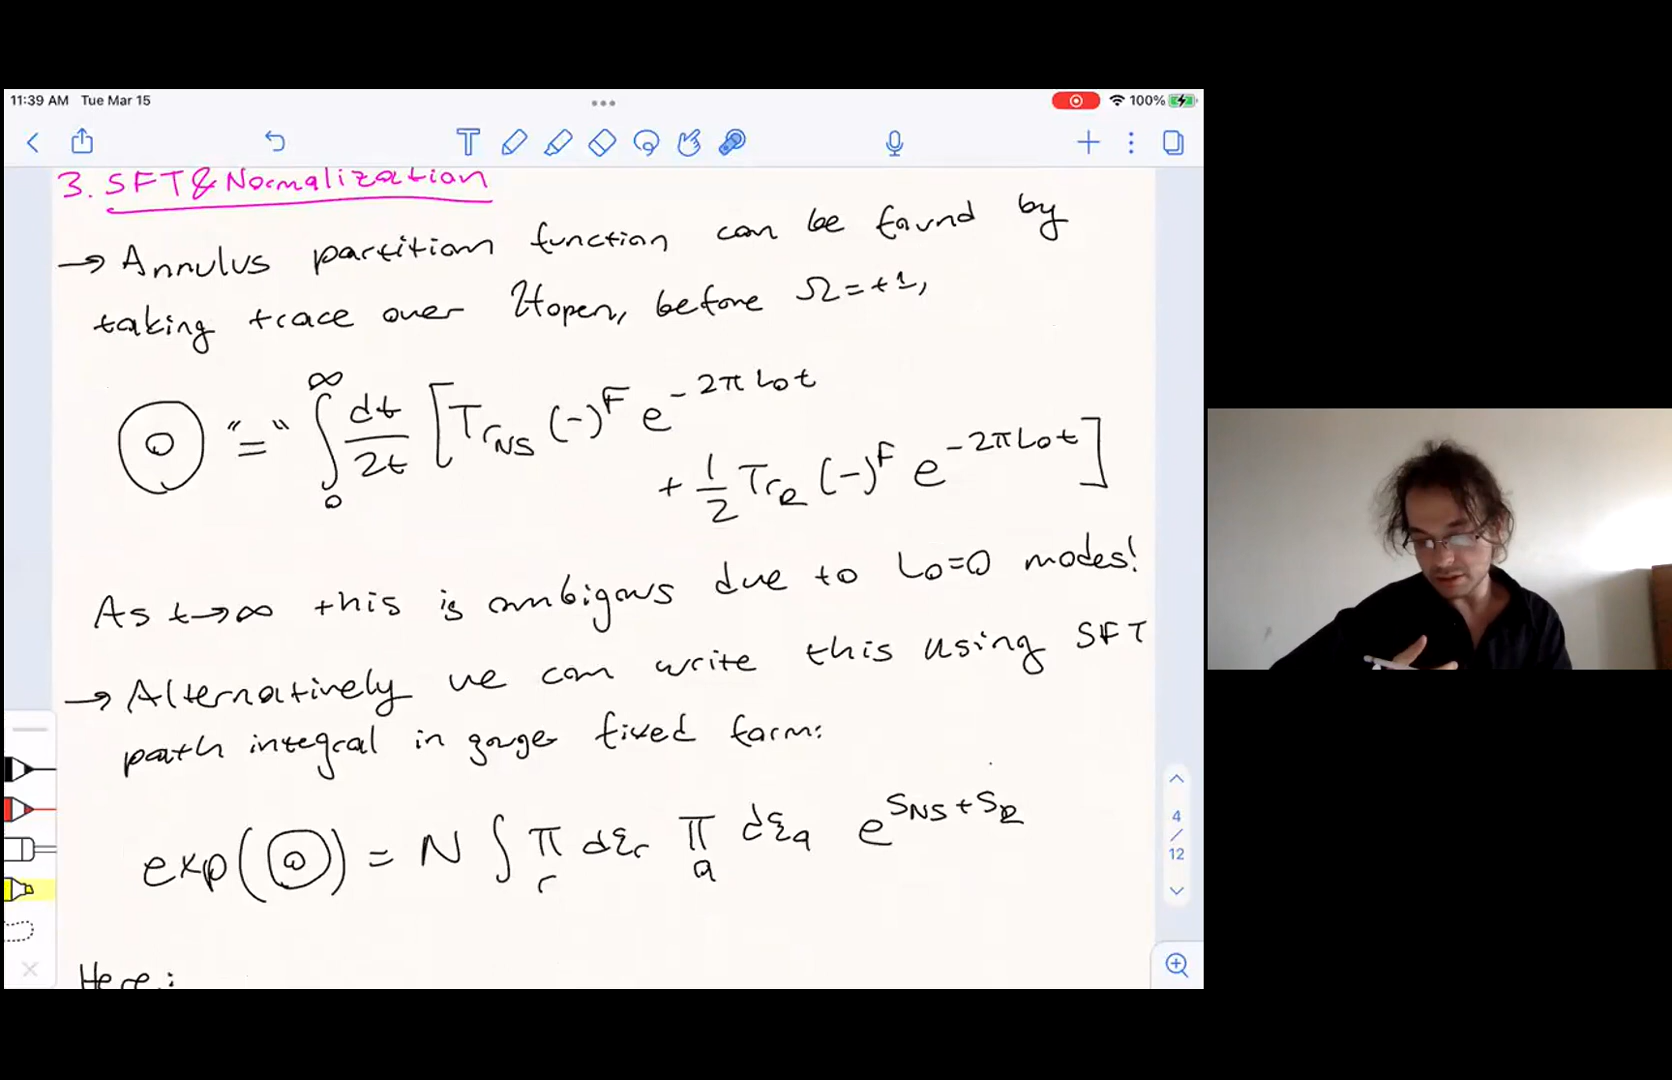 11:39 AM Tue Mar 15
100%
3. SFT & Normalization
→ Annulus partition function can be found by
taking trace over Hopen, before Ω=+1,
"=" ∫₀^∞ dt/2t [Tr_NS (-)^F e^{-2πL₀t}
+ 1/2 Tr_R (-)^F e^{-2πL₀t}]
As t→∞ this is ambigous due to L₀=0 modes!
→ Alternatively we can write this using SFT
path integral in gauge fixed form:
exp(◎) = N ∫ π_r dξ_r π_a dξ_a e^{S_NS+S_R}
4
/
12
Here: